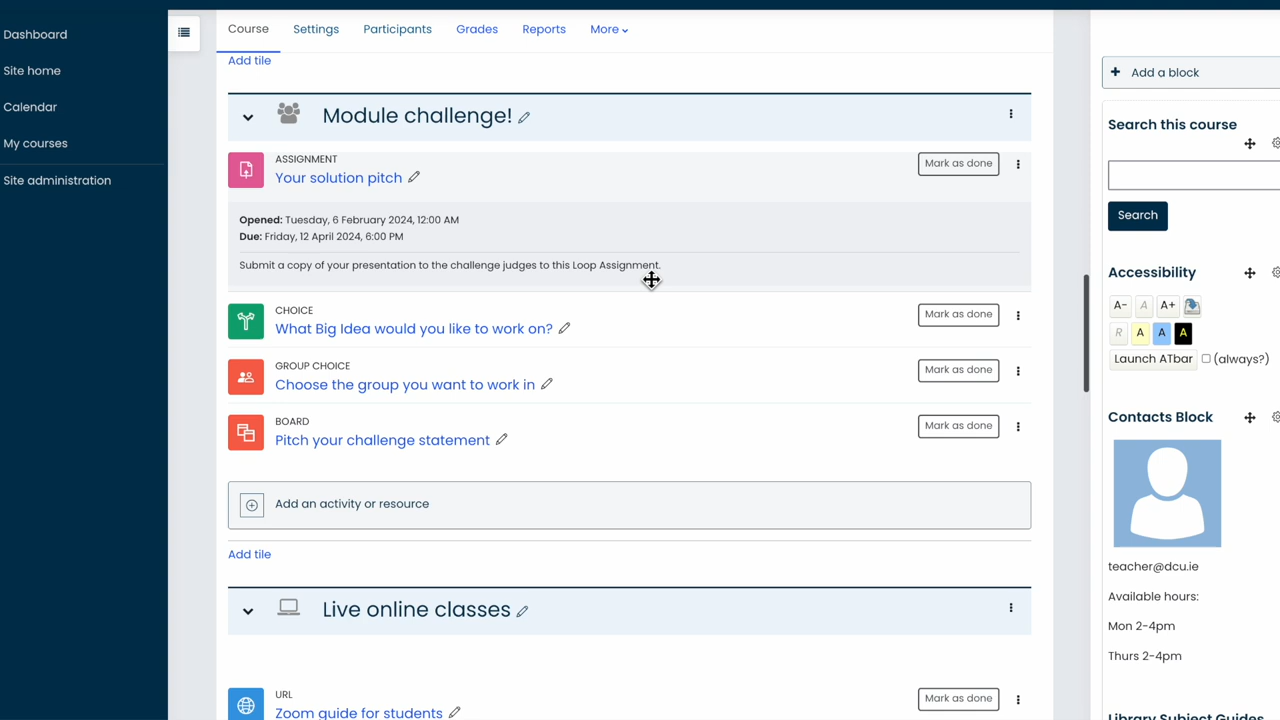 Dashboard
Site home
Calendar
My courses
Site administration
Course
Settings
Participants
Grades
Reports
More
Add tile
Module challenge!
ASSIGNMENT
Your solution pitch
Mark as done
Opened: Tuesday, 6 February 2024, 12:00 AM
Due: Friday, 12 April 2024, 6:00 PM
Submit a copy of your presentation to the challenge judges to this Loop Assignment.
CHOICE
What Big Idea would you like to work on?
Mark as done
GROUP CHOICE
Choose the group you want to work in
Mark as done
BOARD
Pitch your challenge statement
Mark as done
Add an activity or resource
Add tile
Live online classes
URL
Zoom guide for students
Mark as done
Add a block
Search this course
Search
Accessibility
A- A A+
R A A A
Launch ATbar (always?)
Contacts Block
teacher@dcu.ie
Available hours:
Mon 2-4pm
Thurs 2-4pm
Library Subject Guides